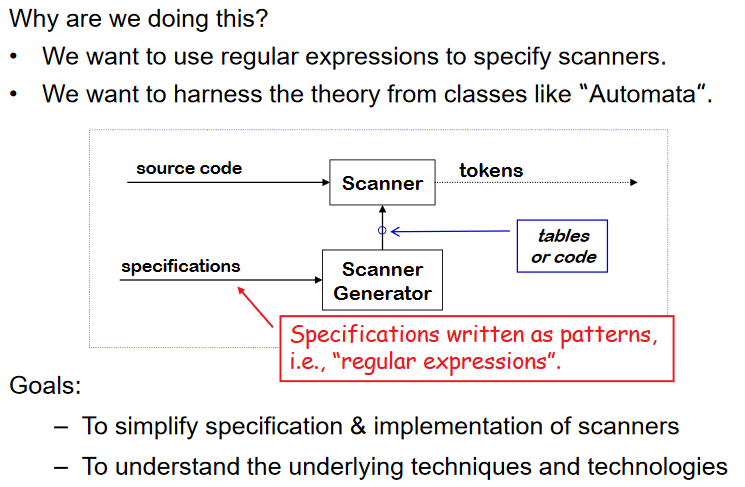 Why are we doing this?
• We want to use regular expressions to specify scanners.
• We want to harness the theory from classes like “Automata”.
source code
Scanner
tokens
tables
or code
specifications
Scanner
Generator
Specifications written as patterns,
i.e., “regular expressions”.
Goals:
– To simplify specification & implementation of scanners
– To understand the underlying techniques and technologies